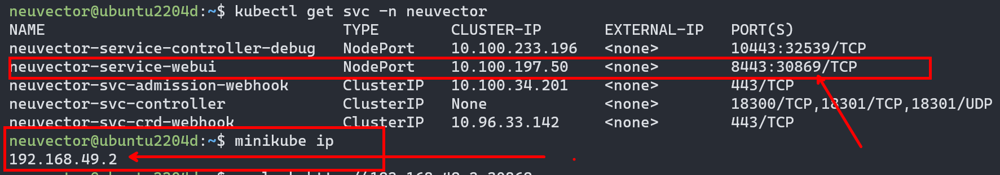 neuvector@ubuntu2204d:~$ kubectl get svc -n neuvector
NAME TYPE CLUSTER-IP EXTERNAL-IP PORT(S)
neuvector-service-controller-debug NodePort 10.100.233.196 <none> 10443:32539/TCP
neuvector-service-webui NodePort 10.100.197.50 <none> 8443:30869/TCP
neuvector-svc-admission-webhook ClusterIP 10.100.34.201 <none> 443/TCP
neuvector-svc-controller ClusterIP None <none> 18300/TCP,18301/TCP,18301/UDP
neuvector-svc-crd-webhook ClusterIP 10.96.33.142 <none> 443/TCP
neuvector@ubuntu2204d:~$ minikube ip
192.168.49.2
neuvector@ubuntu2204d:~$